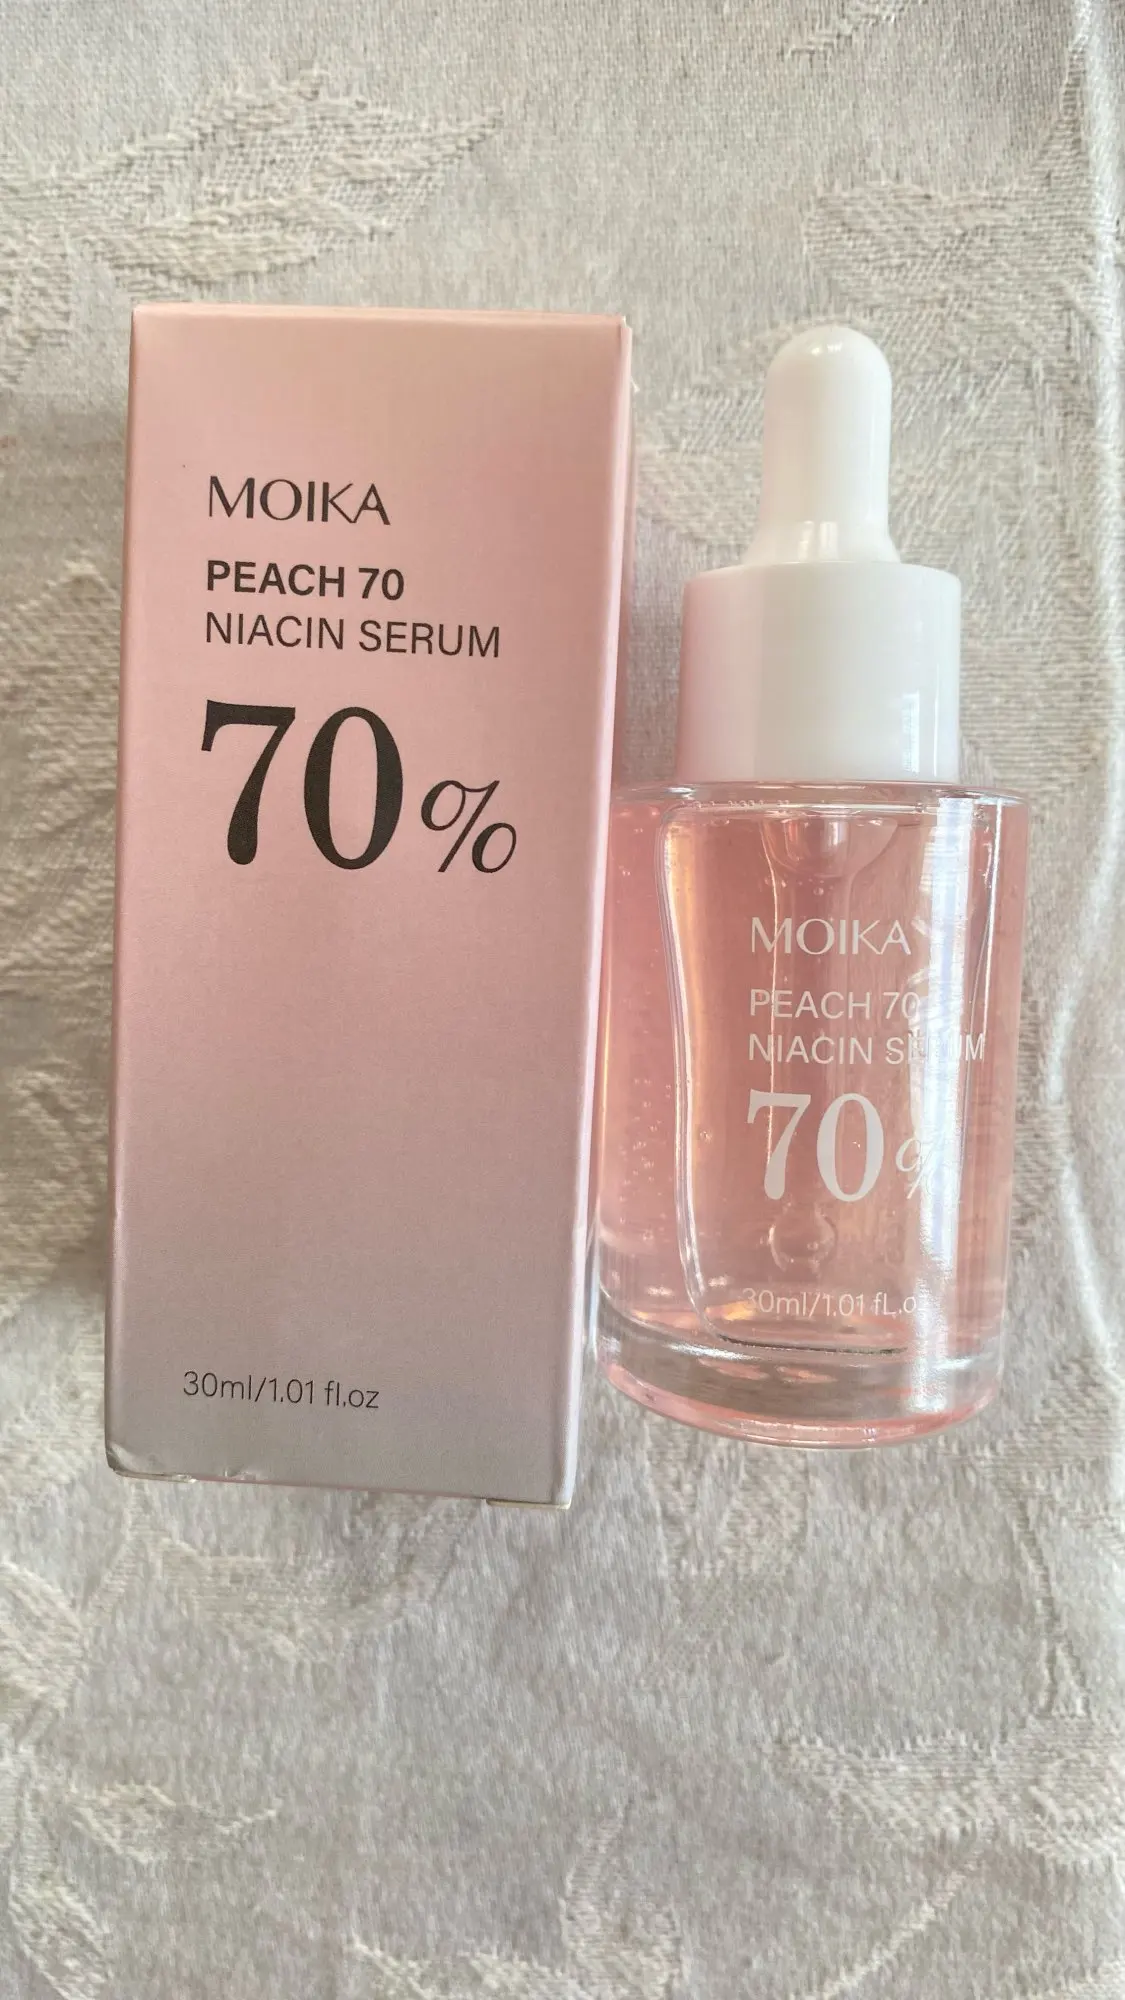 MOIKA
PEACH 70
NIACIN SERUM
70%
30ml/1.01 fl.oz
MOIKA
PEACH 70
NIACIN SERUM
70%
30ml/1.01 fl.oz